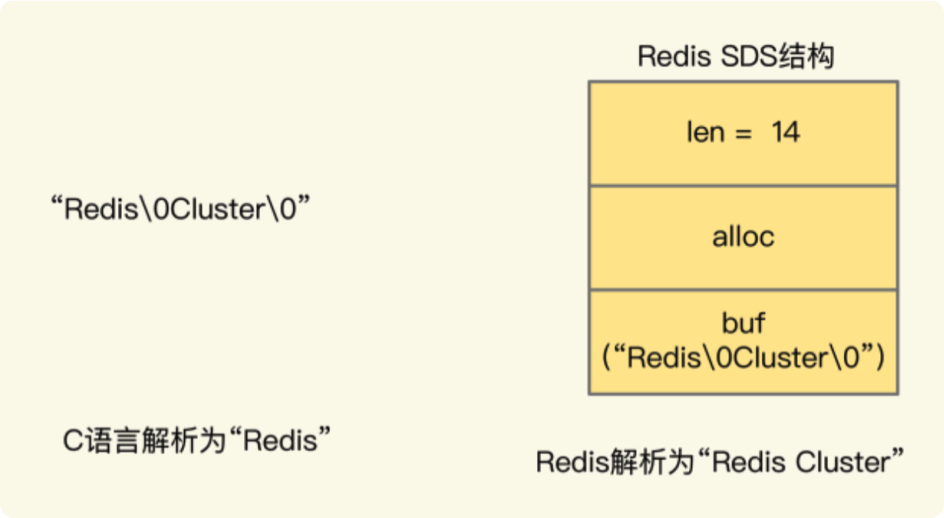 Redis SDS结构
len = 14
“Redis\0Cluster\0”
alloc
buf
(“Redis\0Cluster\0”)
C语言解析为“Redis”
Redis解析为“Redis Cluster”